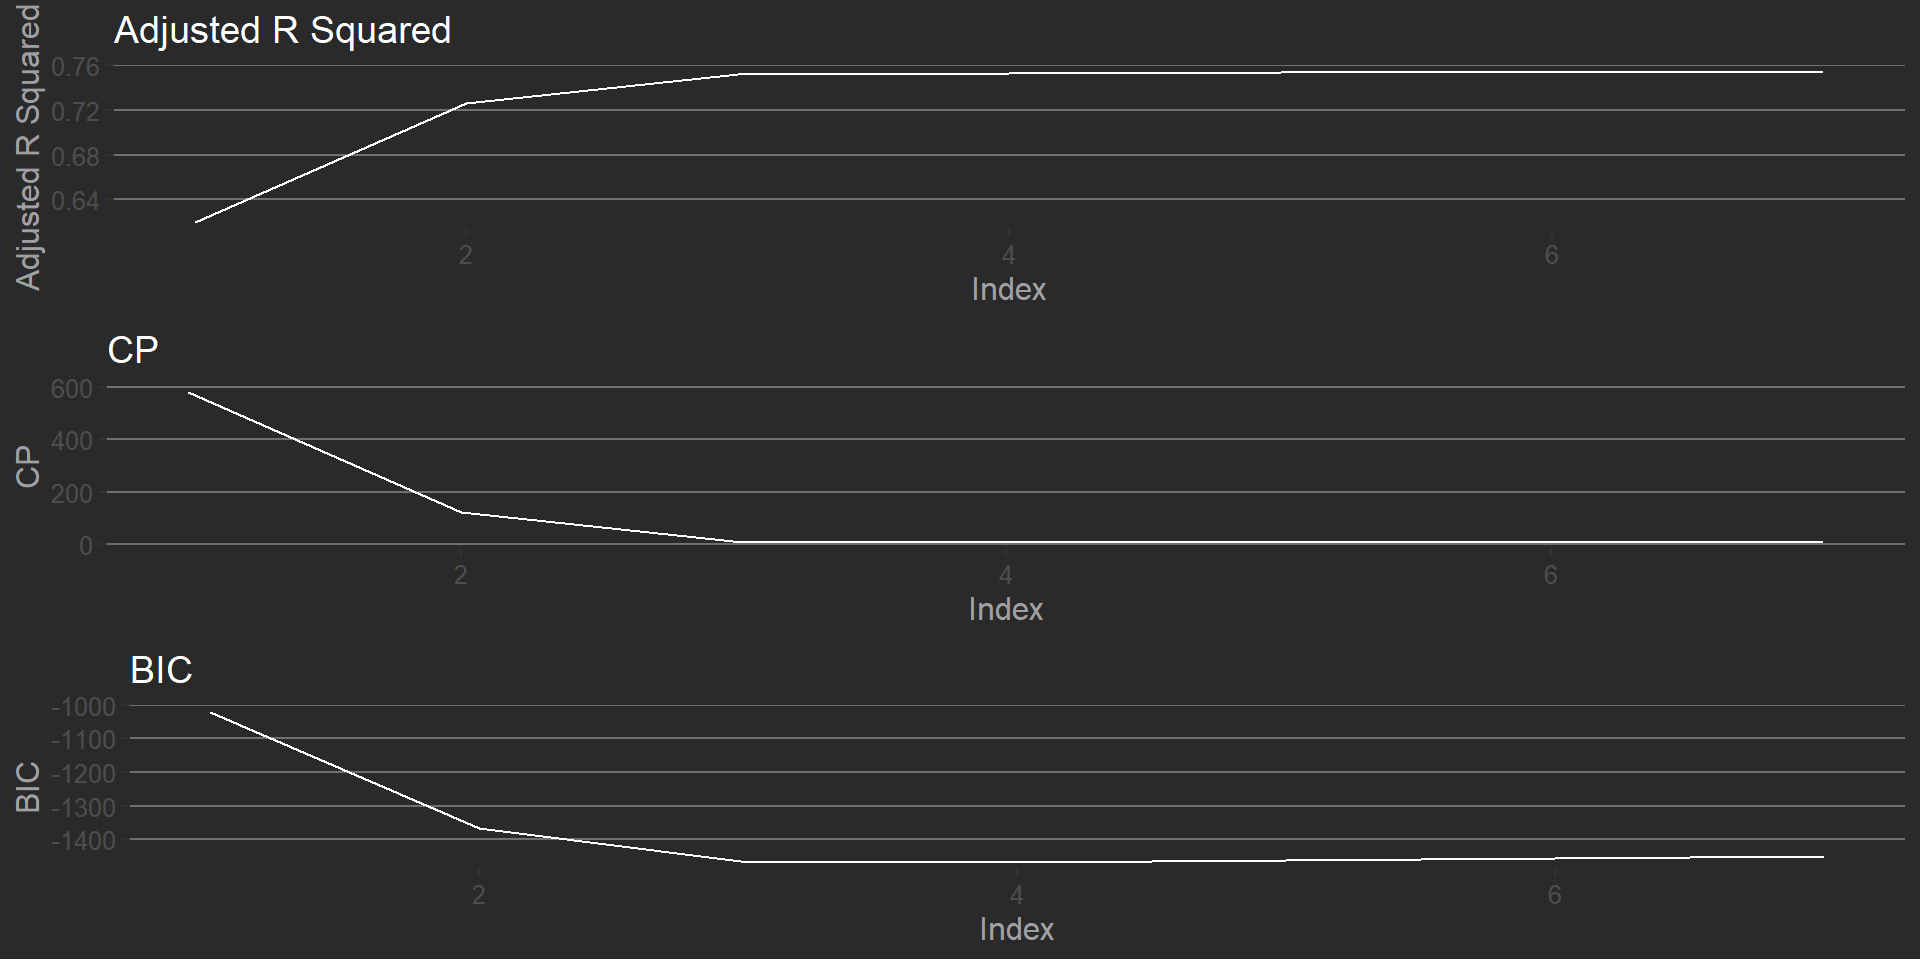 Adjusted R Squared
Adjusted R Squared
0.76
0.72
0.68
0.64
2 4 6
Index
CP
CP
600
400
200
0
2 4 6
Index
BIC
BIC
-1000
-1100
-1200
-1300
-1400
2 4 6
Index